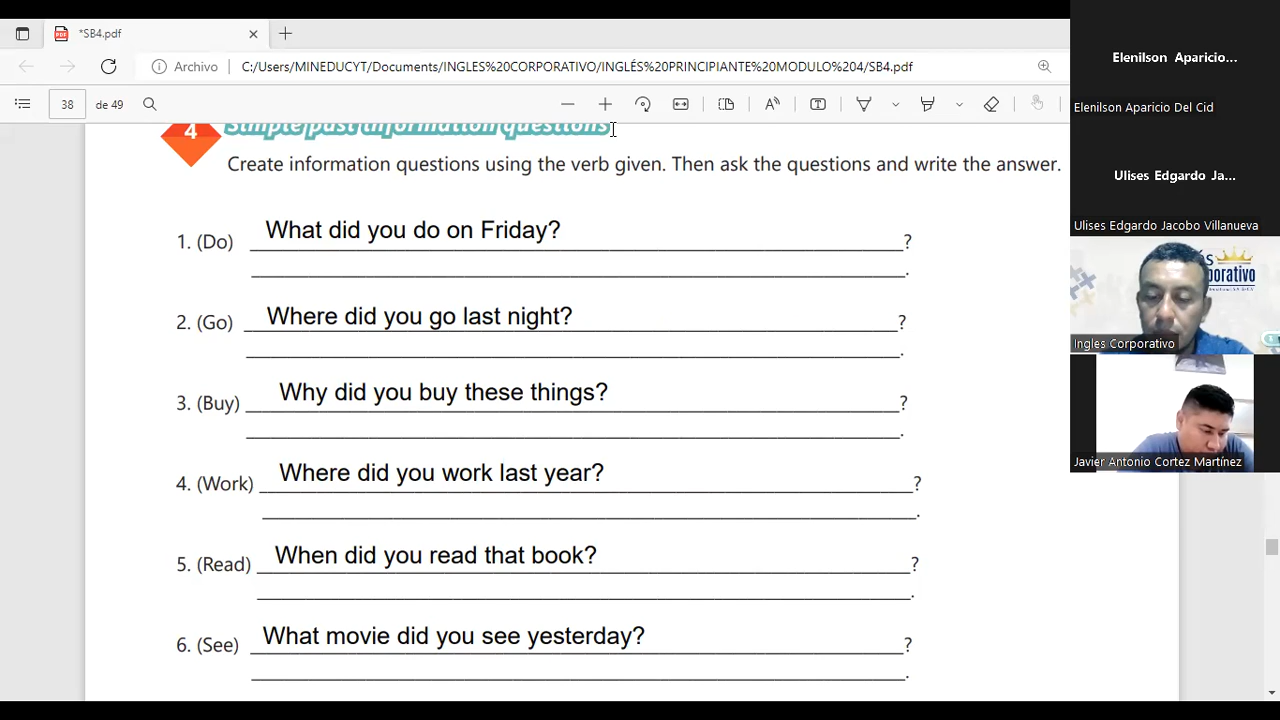 *SB4.pdf
Archivo C:/Users/MINEDUCYT/Documents/INGLES%20CORPORATIVO/INGLÉS%20PRINCIPIANTE%20MODULO%204/SB4.pdf
38 de 49
4 Simple past information questions
Create information questions using the verb given. Then ask the questions and write the answer.
1. (Do) What did you do on Friday? ?
.
2. (Go) Where did you go last night? ?
.
3. (Buy) Why did you buy these things? ?
.
4. (Work) Where did you work last year? ?
.
5. (Read) When did you read that book? ?
.
6. (See) What movie did you see yesterday? ?
.
Elenilson Aparicio...
Elenilson Aparicio Del Cid
Ulises Edgardo Ja...
Ulises Edgardo Jacobo Villanueva
Ingles Corporativo
Javier Antonio Cortez Martínez